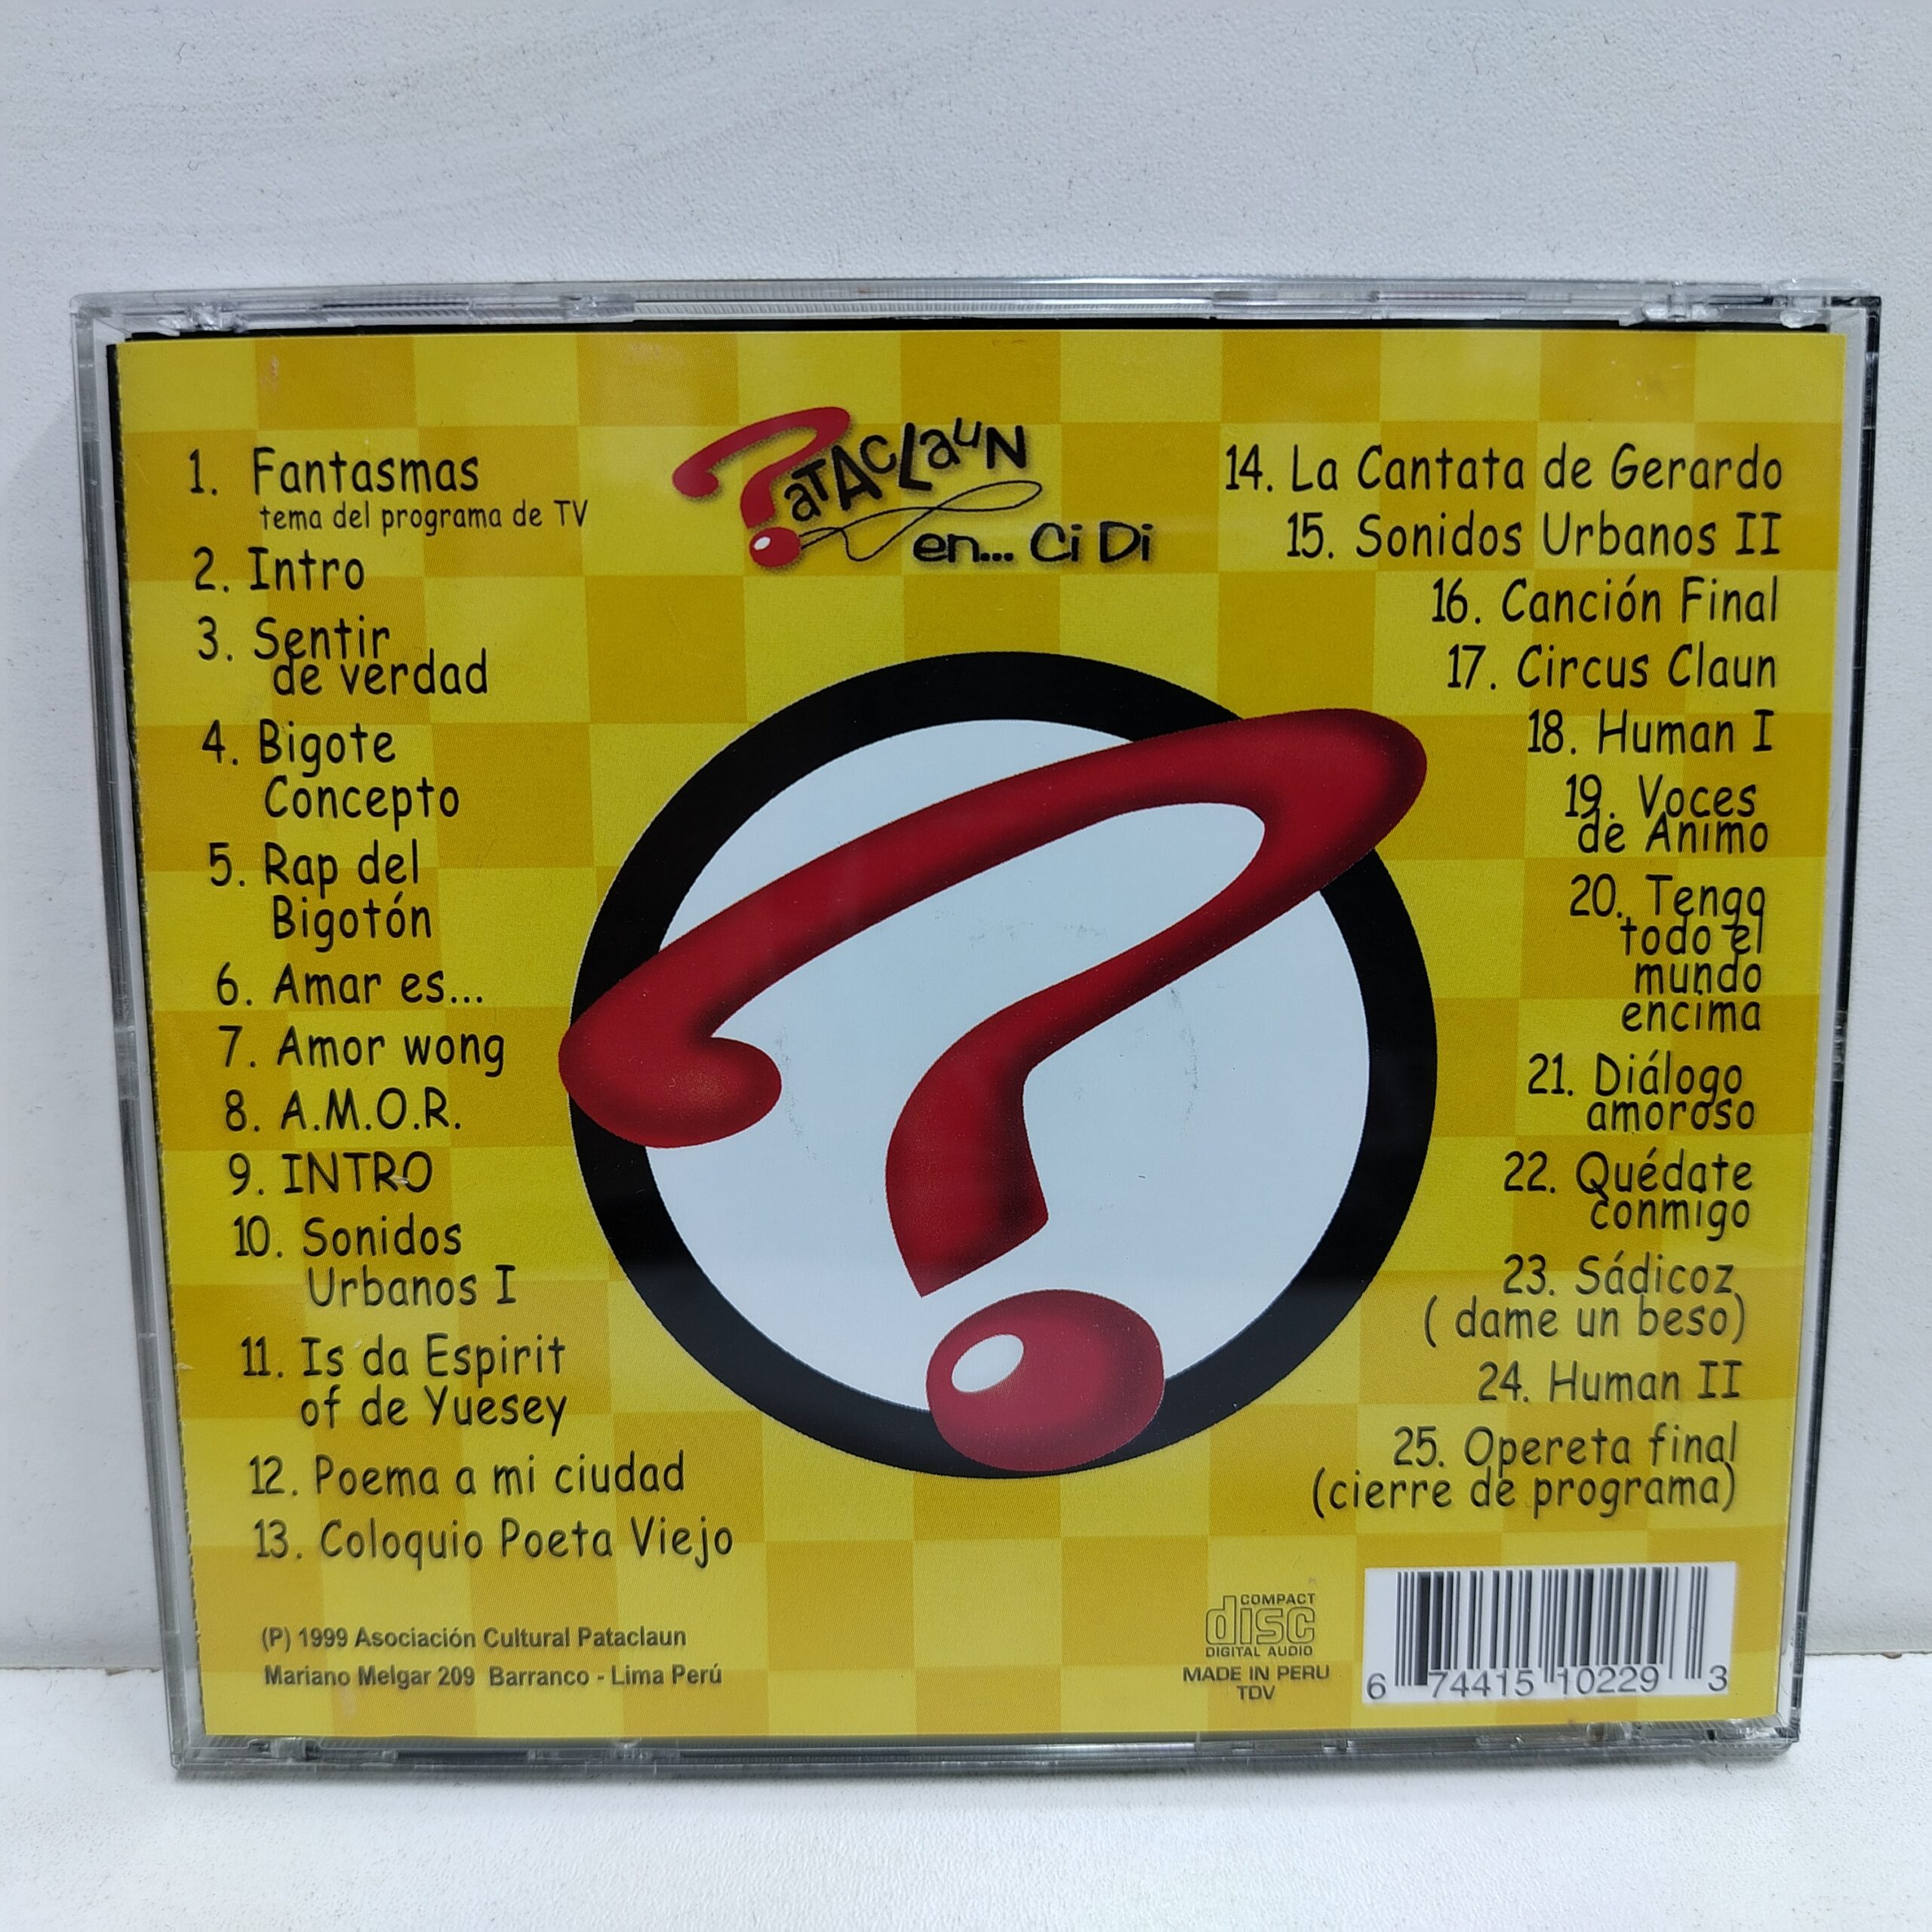 PATACLAUN
en... Ci Di
1. Fantasmas
tema del programa de TV
2. Intro
3. Sentir
de verdad
4. Bigote
Concepto
5. Rap del
Bigotón
6. Amar es...
7. Amor wong
8. A.M.O.R.
9. INTRO
10. Sonidos
Urbanos I
11. Is da Espirit
of de Yuesey
12. Poema a mi ciudad
13. Coloquio Poeta Viejo
14. La Cantata de Gerardo
15. Sonidos Urbanos II
16. Canción Final
17. Circus Claun
18. Human I
19. Voces
de Animo
20. Tengo
todo el
mundo
encima
21. Diálogo
amoroso
22. Quédate
conmigo
23. Sádicoz
( dame un beso)
24. Human II
25. Opereta final
(cierre de programa)
(P) 1999 Asociación Cultural Pataclaun
Mariano Melgar 209 Barranco - Lima Perú
COMPACT
disc
DIGITAL AUDIO
MADE IN PERU
TDV
6 74415 10229 3